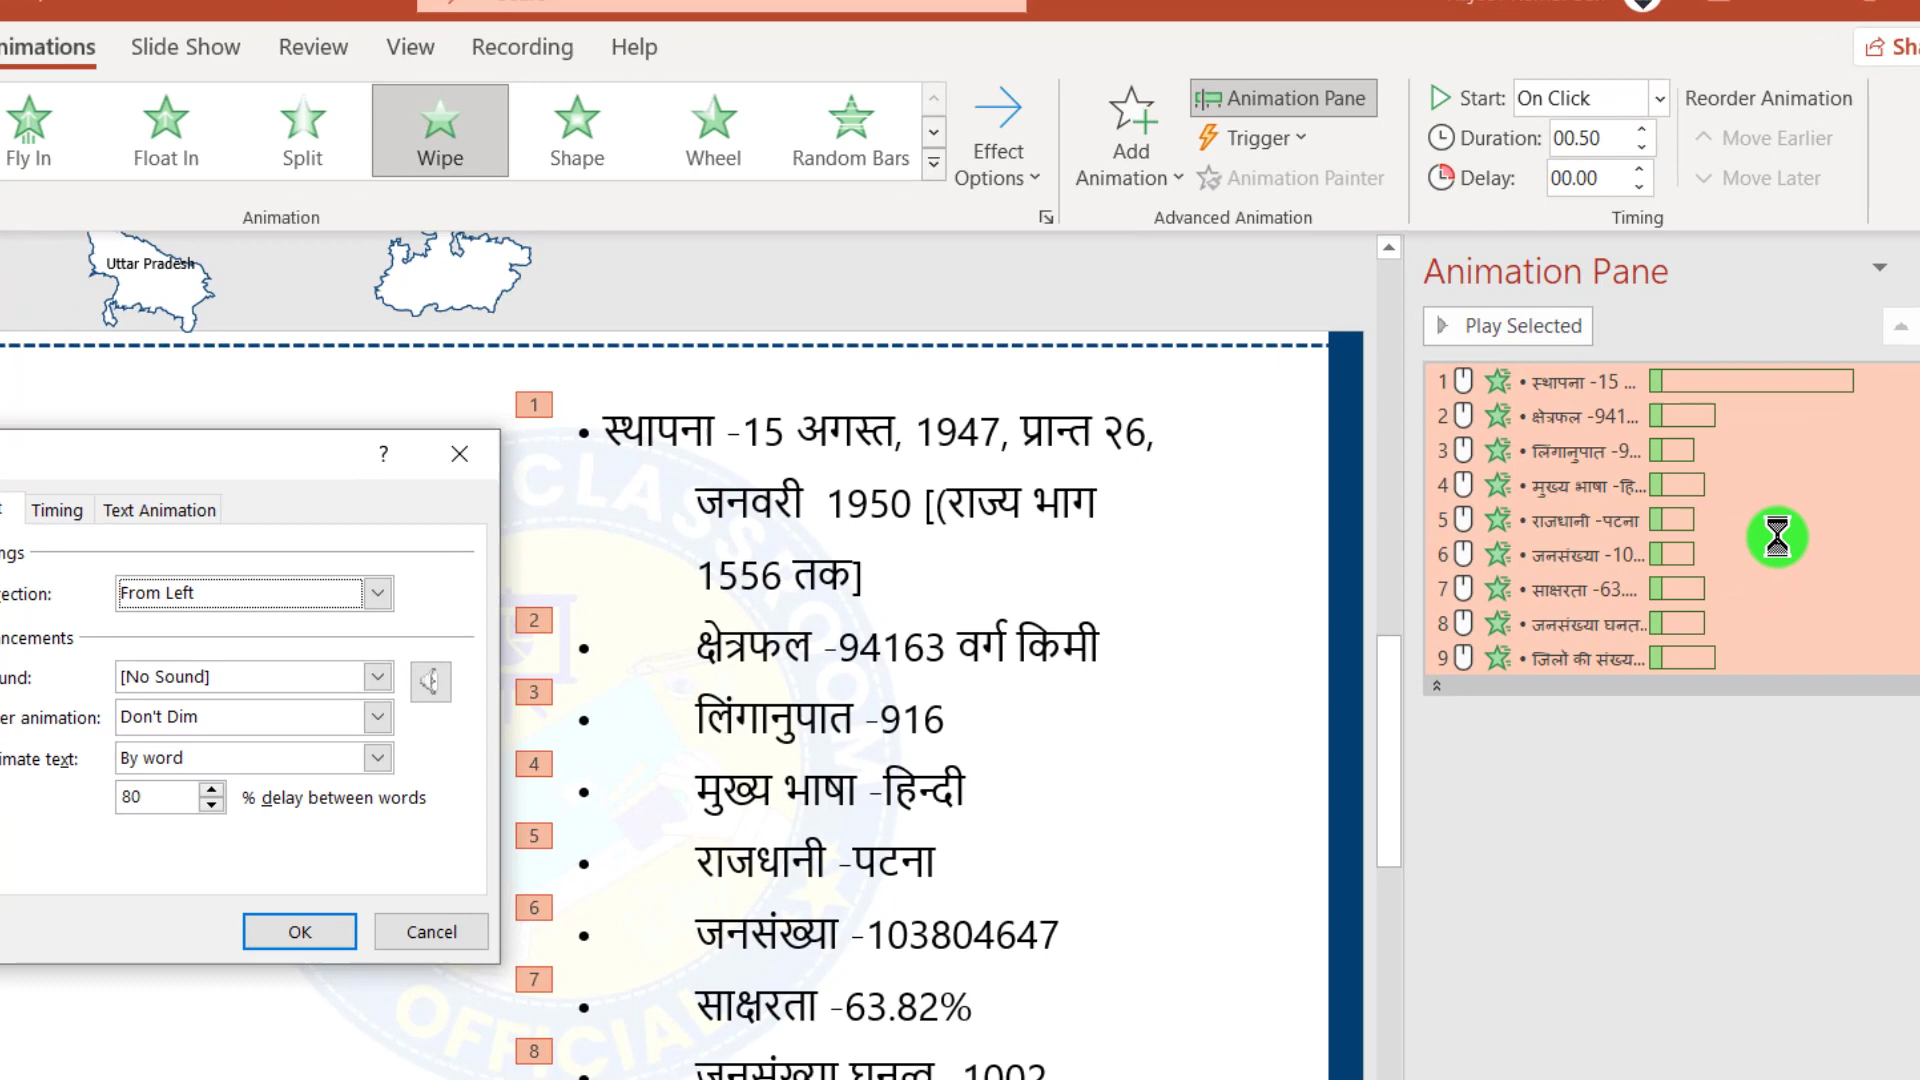 nimations Slide Show Review View Recording Help
Sha
Fly In Float In Split Wipe Shape Wheel Random Bars
Effect Options
Add Animation
Animation Pane
Trigger
Animation Painter
Start: On Click
Duration: 00.50
Delay: 00.00
Reorder Animation
Move Earlier
Move Later
Animation
Advanced Animation
Timing
Uttar Pradesh
Animation Pane
Play Selected
1 • स्थापना -15 ...
2 • क्षेत्रफल -941...
3 • लिंगानुपात -9...
4 • मुख्य भाषा -हि...
5 • राजधानी -पटना
6 • जनसंख्या -10...
7 • साक्षरता -63....
8 • जनसंख्या घनत..
9 • जिलों की संख्य...
?
Timing Text Animation
ngs
ection: From Left
ncements
und: [No Sound]
er animation: Don't Dim
imate text: By word
80 % delay between words
OK Cancel
1
• स्थापना -15 अगस्त, 1947, प्रान्त २6,
जनवरी 1950 [(राज्य भाग
1556 तक]
2
• क्षेत्रफल -94163 वर्ग किमी
3
• लिंगानुपात -916
4
• मुख्य भाषा -हिन्दी
5
• राजधानी -पटना
6
• जनसंख्या -103804647
7
• साक्षरता -63.82%
8
• जनसंख्या घनत्व -1002
CLASSROOM
OFFICIAL